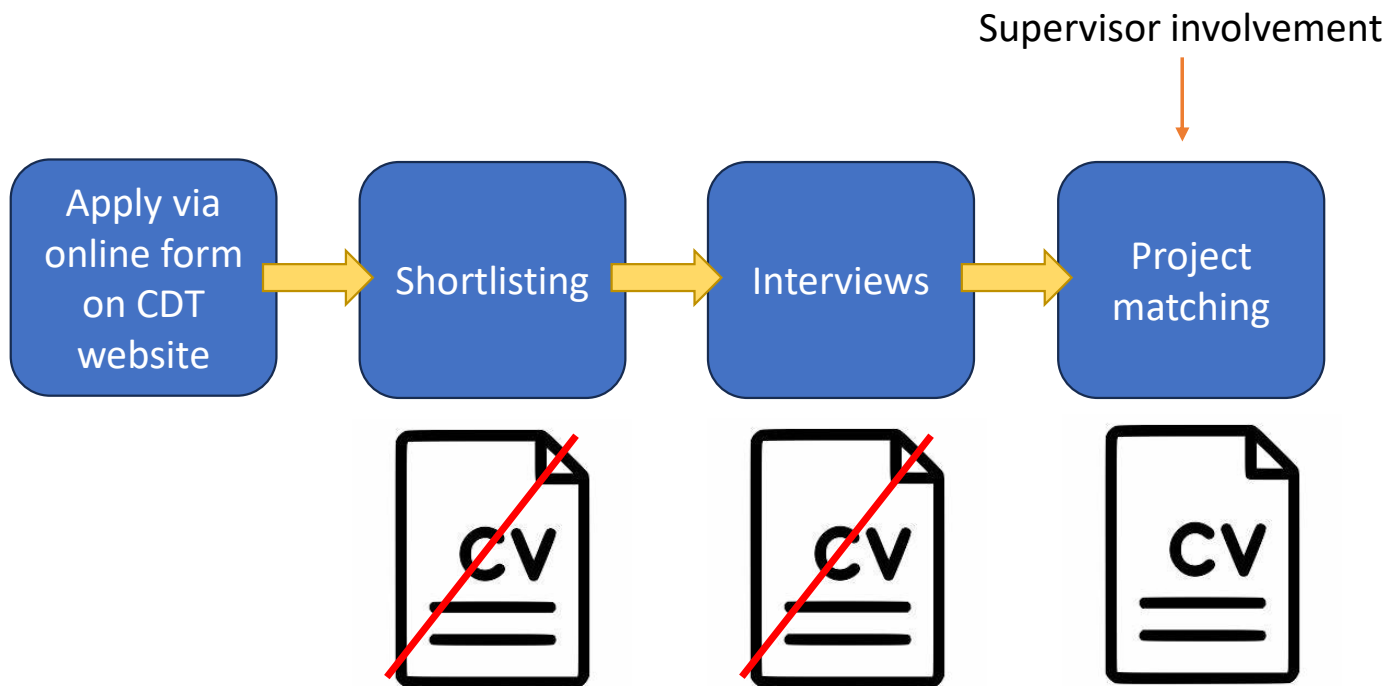 Supervisor involvement
Apply via
online form
on CDT
website
Shortlisting
Interviews
Project
matching
CV
CV
CV